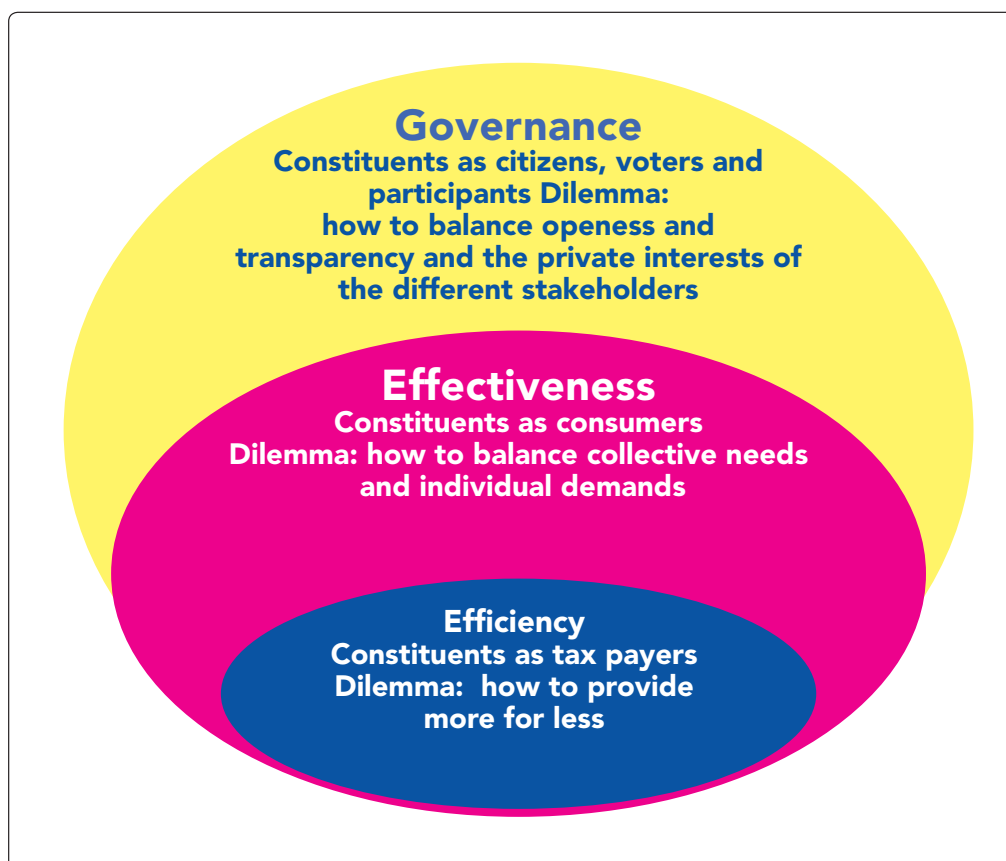 Governance
Constituents as citizens, voters and
participants Dilemma:
how to balance openess and
transparency and the private interests of
the different stakeholders
Effectiveness
Constituents as consumers
Dilemma: how to balance collective needs
and individual demands
Efficiency
Constituents as tax payers
Dilemma:  how to provide
more for less